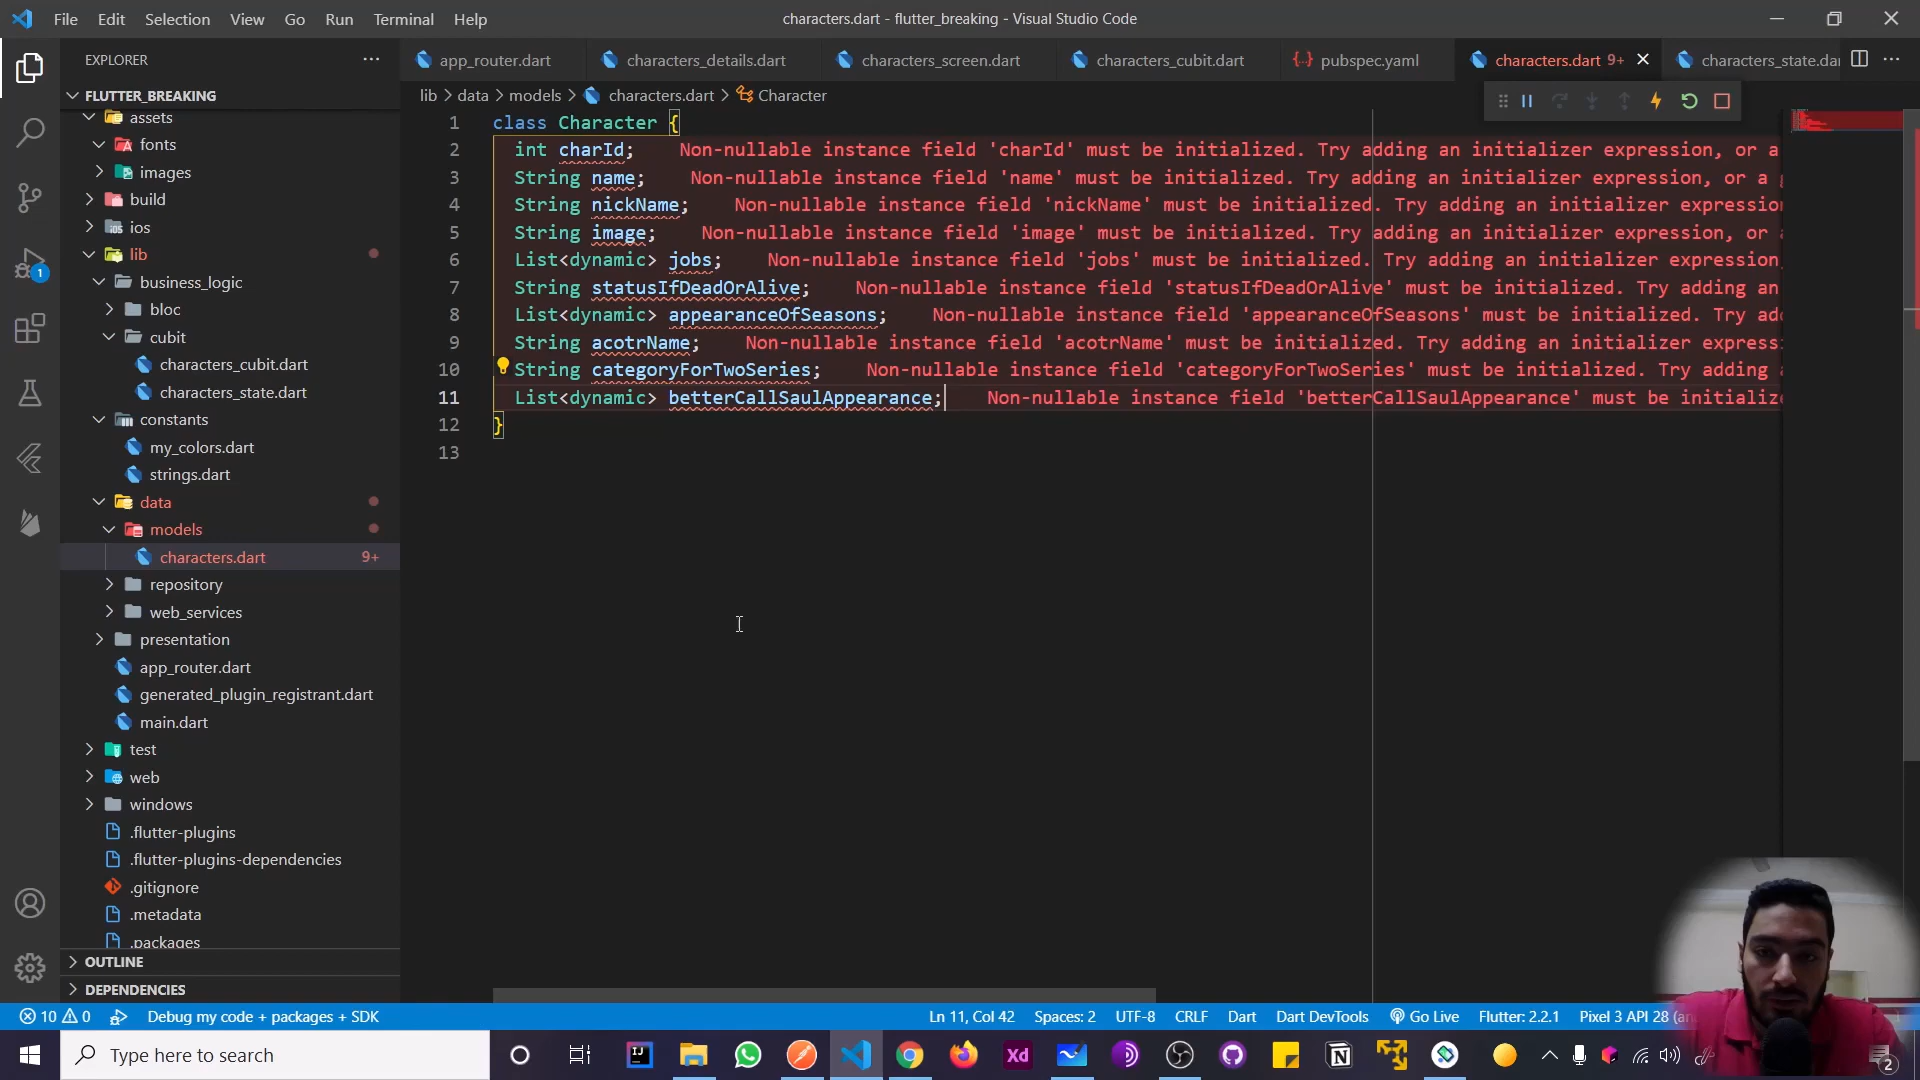 File Edit Selection View Go Run Terminal Help
characters.dart - flutter_breaking - Visual Studio Code
EXPLORER
app_router.dart characters_details.dart characters_screen.dart characters_cubit.dart pubspec.yaml characters.dart 9+ characters_state.dar
FLUTTER_BREAKING
lib > data > models > characters.dart > Character
assets
fonts
images
build
ios
lib
business_logic
bloc
cubit
characters_cubit.dart
characters_state.dart
constants
my_colors.dart
strings.dart
data
models
characters.dart 9+
repository
web_services
presentation
app_router.dart
generated_plugin_registrant.dart
main.dart
test
web
windows
.flutter-plugins
.flutter-plugins-dependencies
.gitignore
.metadata
.packages
OUTLINE
DEPENDENCIES
1
1 class Character {
2 int charId; Non-nullable instance field 'charId' must be initialized. Try adding an initializer expression, or a
3 String name; Non-nullable instance field 'name' must be initialized. Try adding an initializer expression, or a
4 String nickName; Non-nullable instance field 'nickName' must be initialized. Try adding an initializer expression
5 String image; Non-nullable instance field 'image' must be initialized. Try adding an initializer expression, or
6 List<dynamic> jobs; Non-nullable instance field 'jobs' must be initialized. Try adding an initializer expression,
7 String statusIfDeadOrAlive; Non-nullable instance field 'statusIfDeadOrAlive' must be initialized. Try adding an
8 List<dynamic> appearanceOfSeasons; Non-nullable instance field 'appearanceOfSeasons' must be initialized. Try ad
9 String acotrName; Non-nullable instance field 'acotrName' must be initialized. Try adding an initializer express
10 String categoryForTwoSeries; Non-nullable instance field 'categoryForTwoSeries' must be initialized. Try adding
11 List<dynamic> betterCallSaulAppearance; Non-nullable instance field 'betterCallSaulAppearance' must be initialize
12 }
13
10 0 Debug my code + packages + SDK Ln 11, Col 42 Spaces: 2 UTF-8 CRLF Dart Dart DevTools Go Live Flutter: 2.2.1 Pixel 3 API 28 (an
Type here to search
IJ Xd N 2